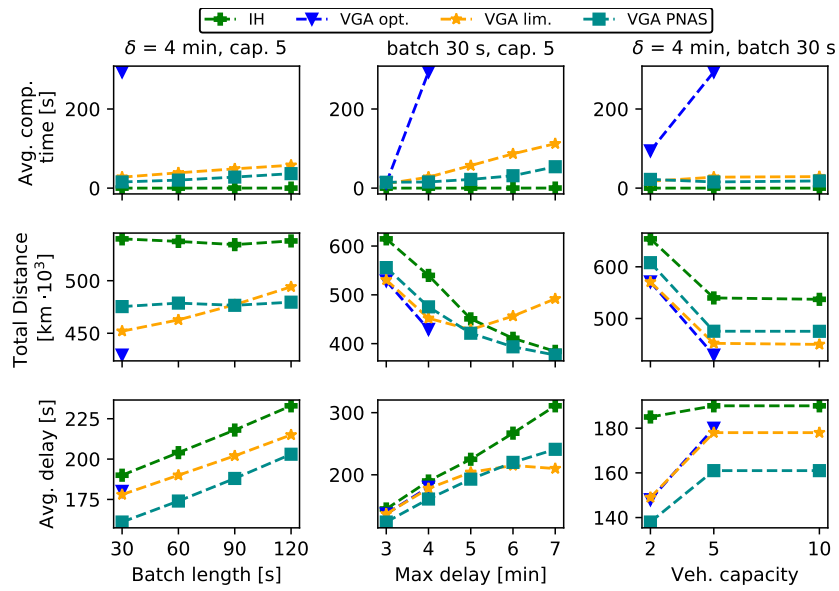 IH VGA opt. VGA lim. VGA PNAS
δ = 4 min, cap. 5 batch 30 s, cap. 5 δ = 4 min, batch 30 s
Avg. comp.
time [s]
200
0
200
0
200
0
Total Distance
[km ·10³]
500
450
600
500
400
600
500
Avg. delay [s]
225
200
175
300
200
180
160
140
30 60 90 120
3 4 5 6 7
2 5 10
Batch length [s] Max delay [min] Veh. capacity